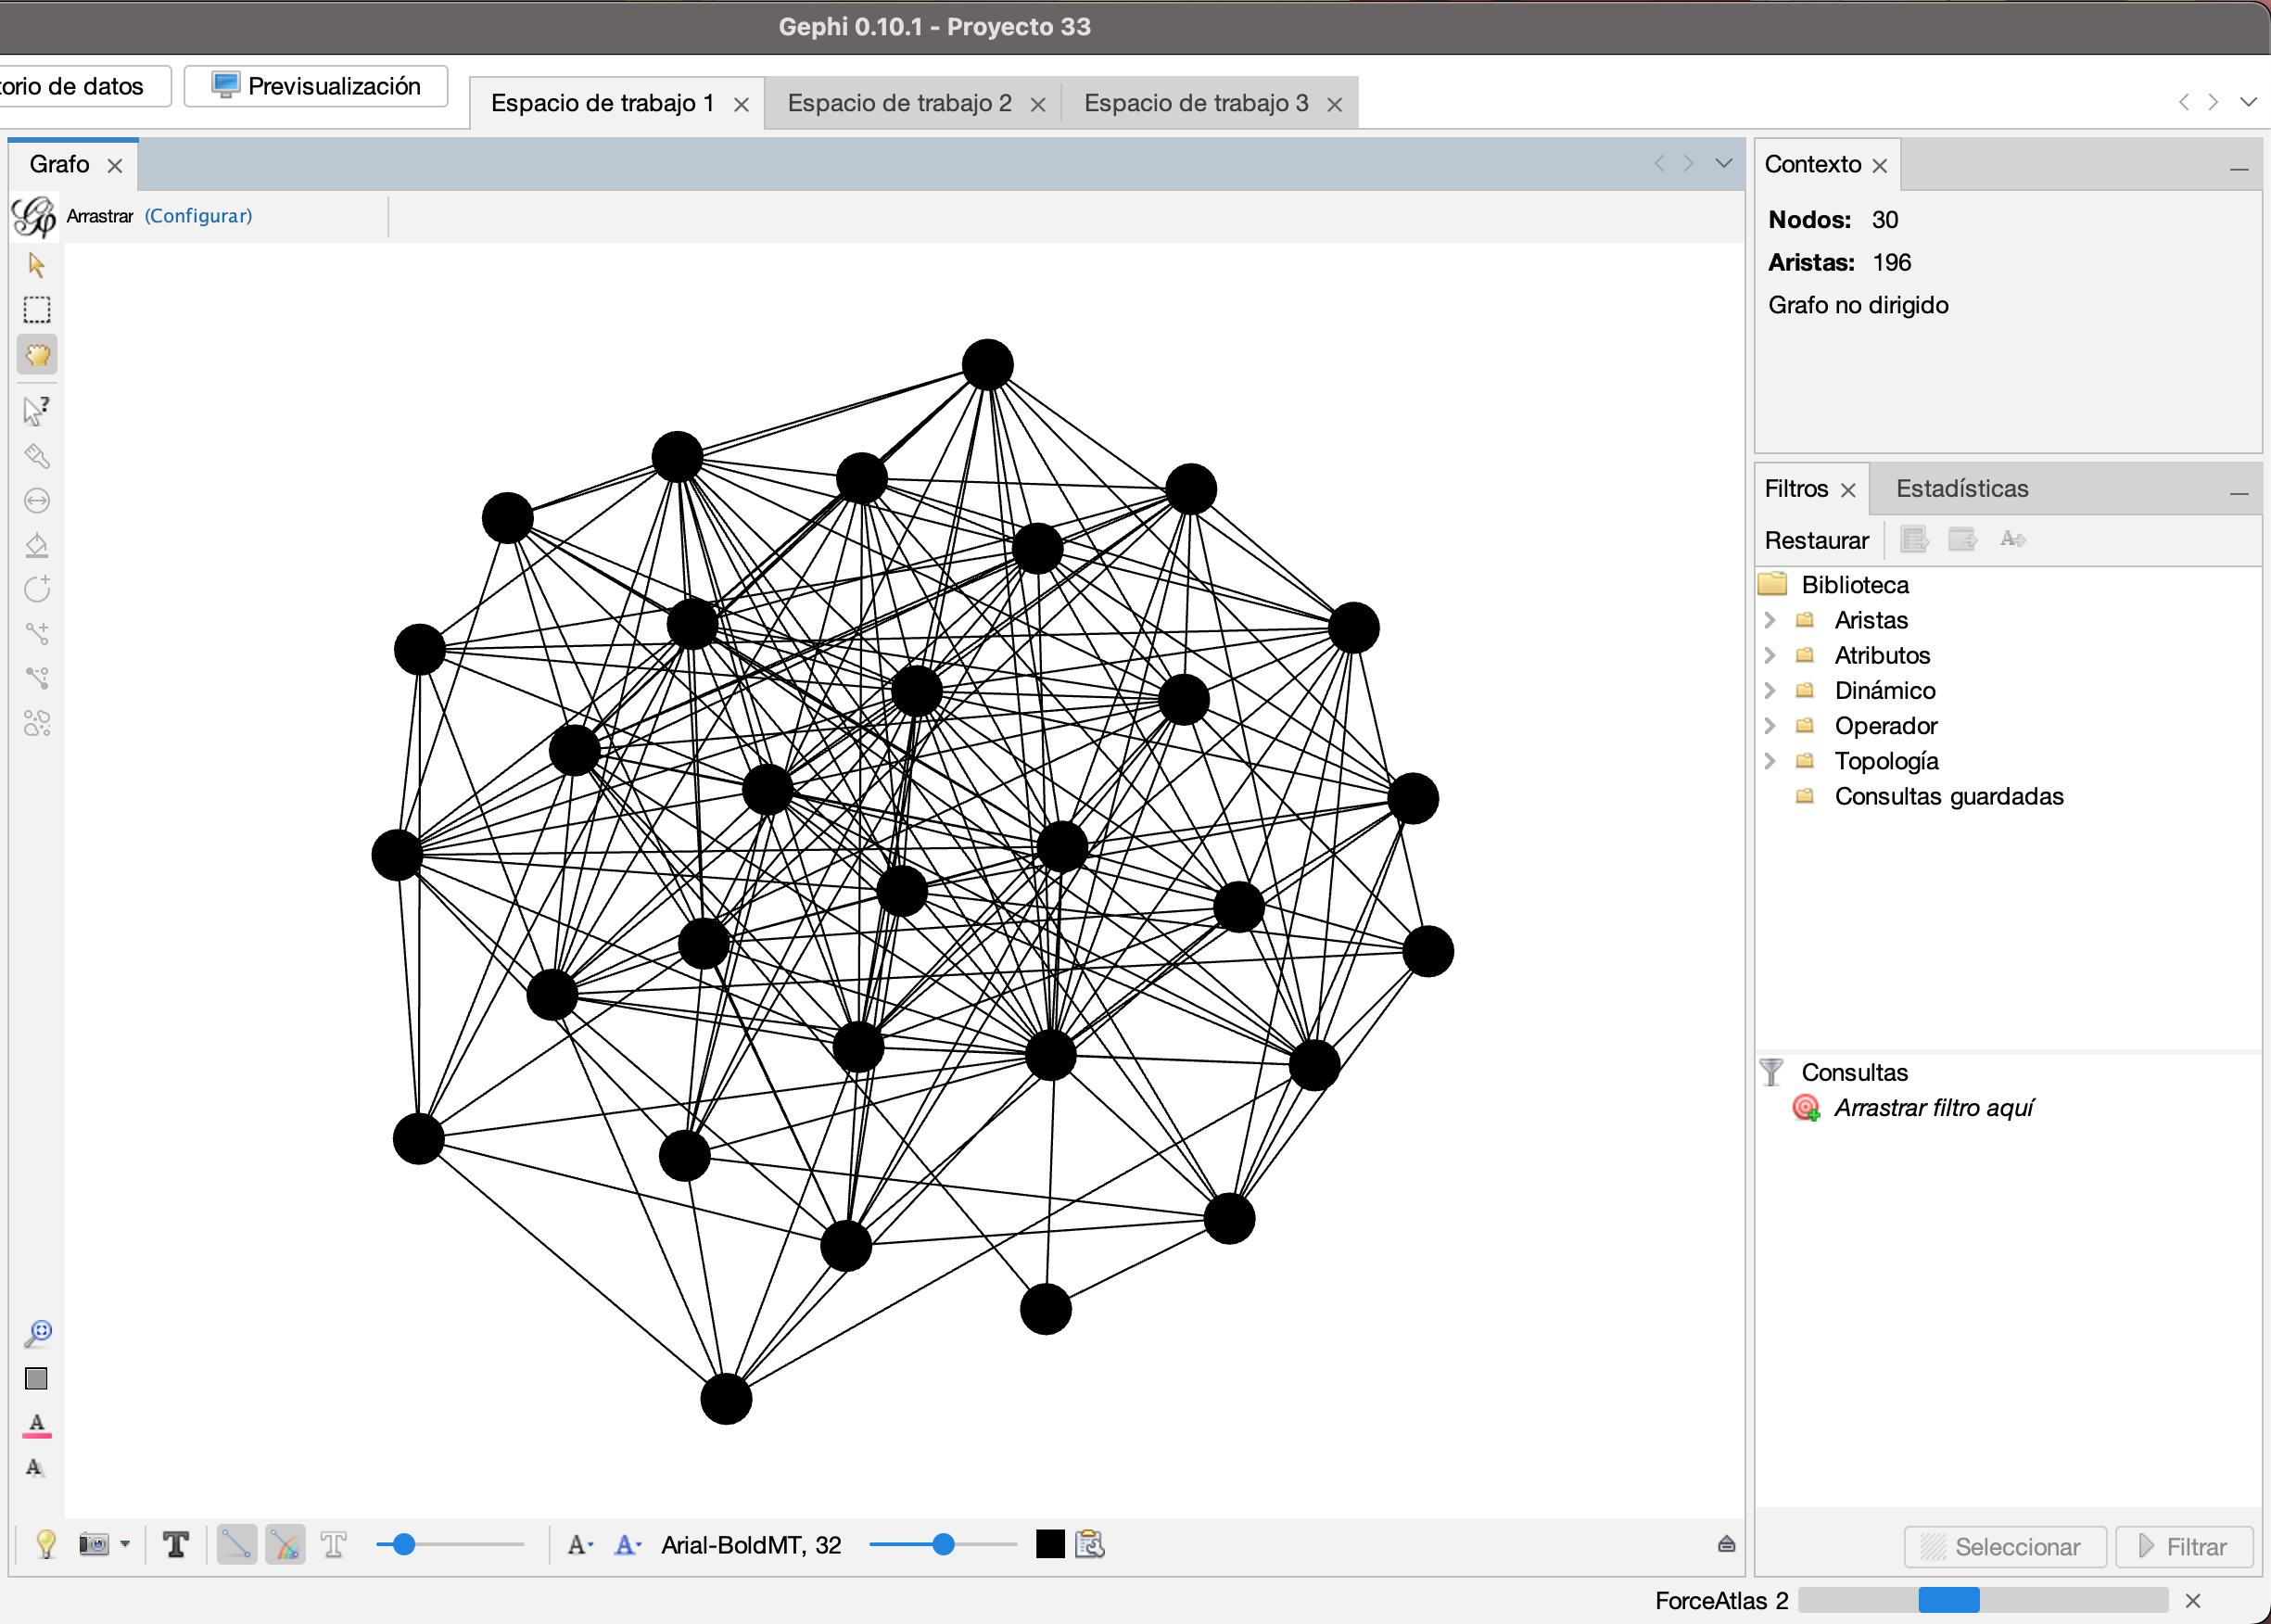 Gephi 0.10.1 - Proyecto 33
torio de datos
Previsualización
Espacio de trabajo 1
Espacio de trabajo 2
Espacio de trabajo 3
Grafo
Arrastrar (Configurar)
Contexto
Nodos: 30
Aristas: 196
Grafo no dirigido
Filtros
Estadísticas
Restaurar
Biblioteca
Aristas
Atributos
Dinámico
Operador
Topología
Consultas guardadas
Consultas
Arrastrar filtro aquí
Seleccionar
Filtrar
Arial-BoldMT, 32
ForceAtlas 2